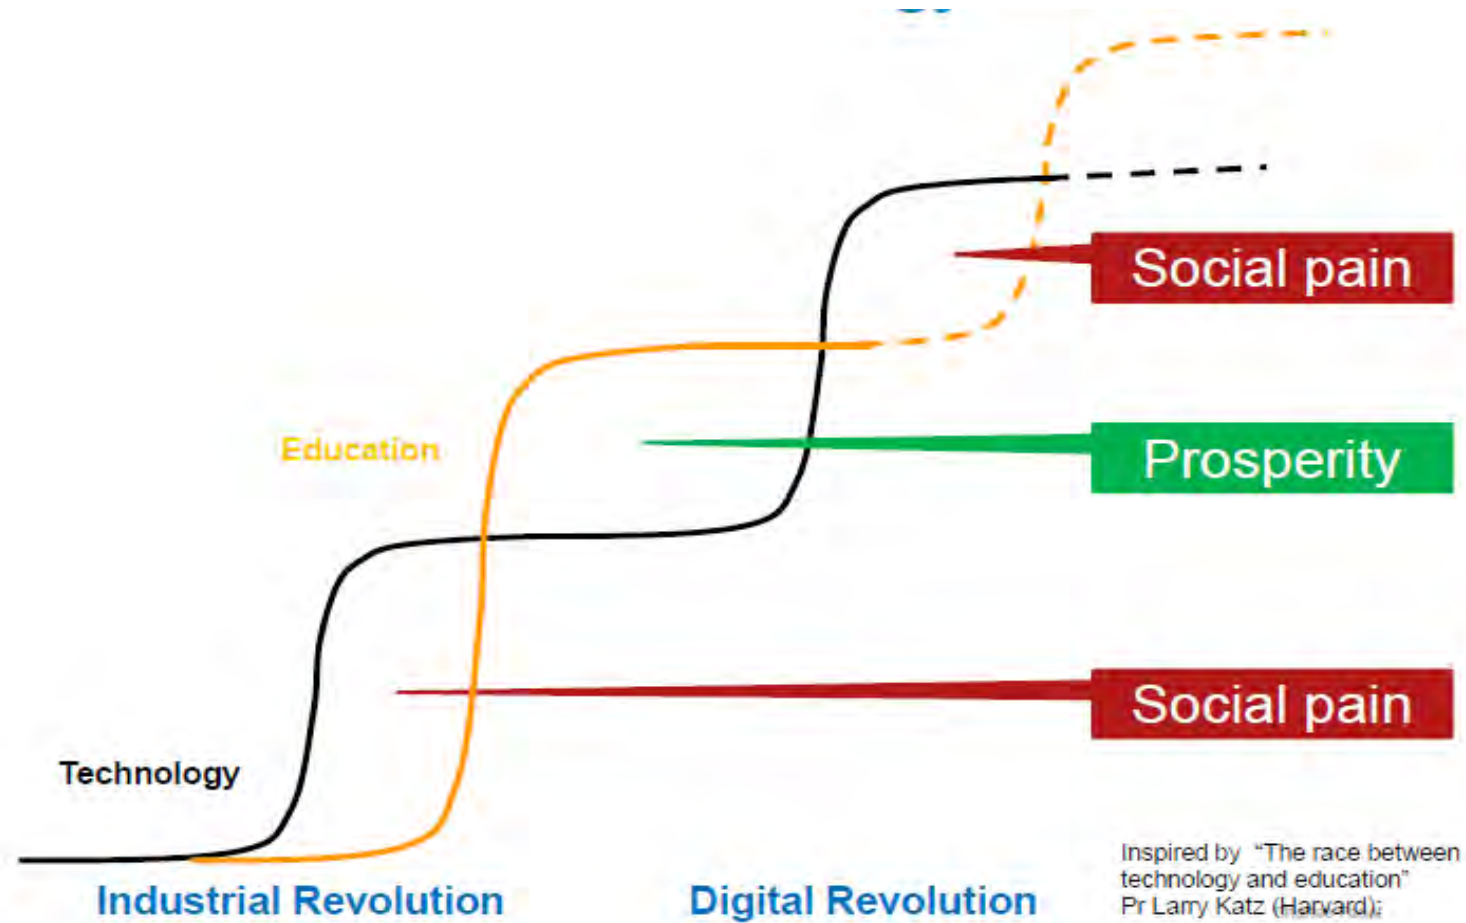 Social pain
Education
Prosperity
Social pain
Technology
Industrial Revolution
Digital Revolution
Inspired by “The race between
technology and education”
Pr Larry Katz (Harvard);